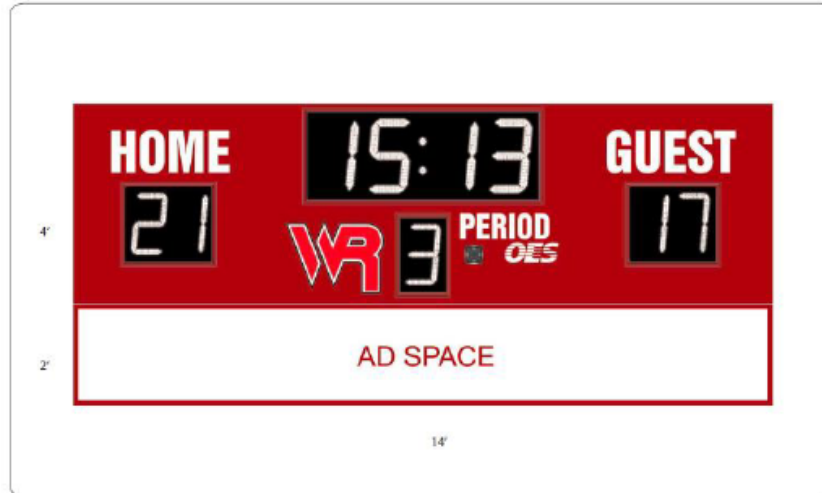 HOME
15:13
GUEST
21
17
4'
WR
3
PERIOD
OES
AD SPACE
2'
14'